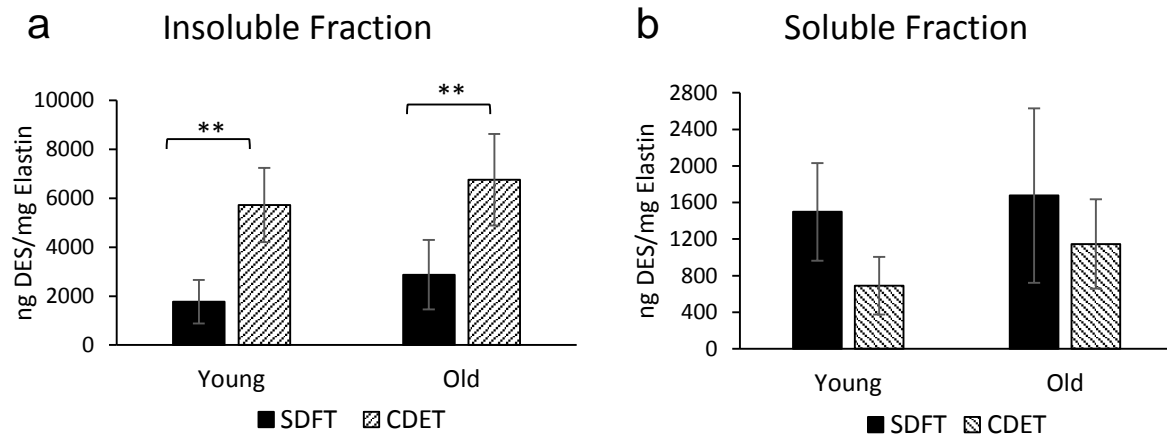 a Insoluble Fraction
ng DES/mg Elastin
10000
8000
6000
4000
2000
0
**
**
Young Old
SDFT CDET
b Soluble Fraction
ng DES/mg Elastin
2800
2400
2000
1600
1200
800
400
0
Young Old
SDFT CDET